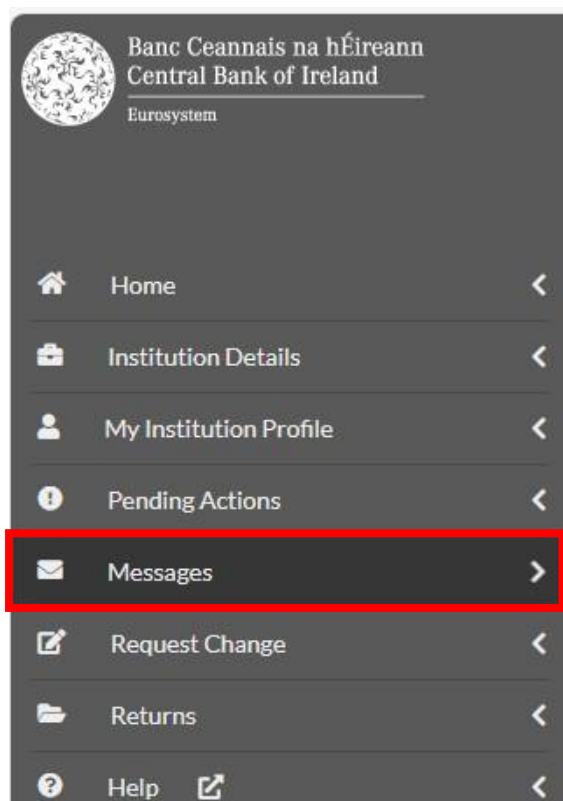 Banc Ceannais na hÉireann
Central Bank of Ireland
Eurosystem
Home
Institution Details
My Institution Profile
Pending Actions
Messages
Request Change
Returns
Help